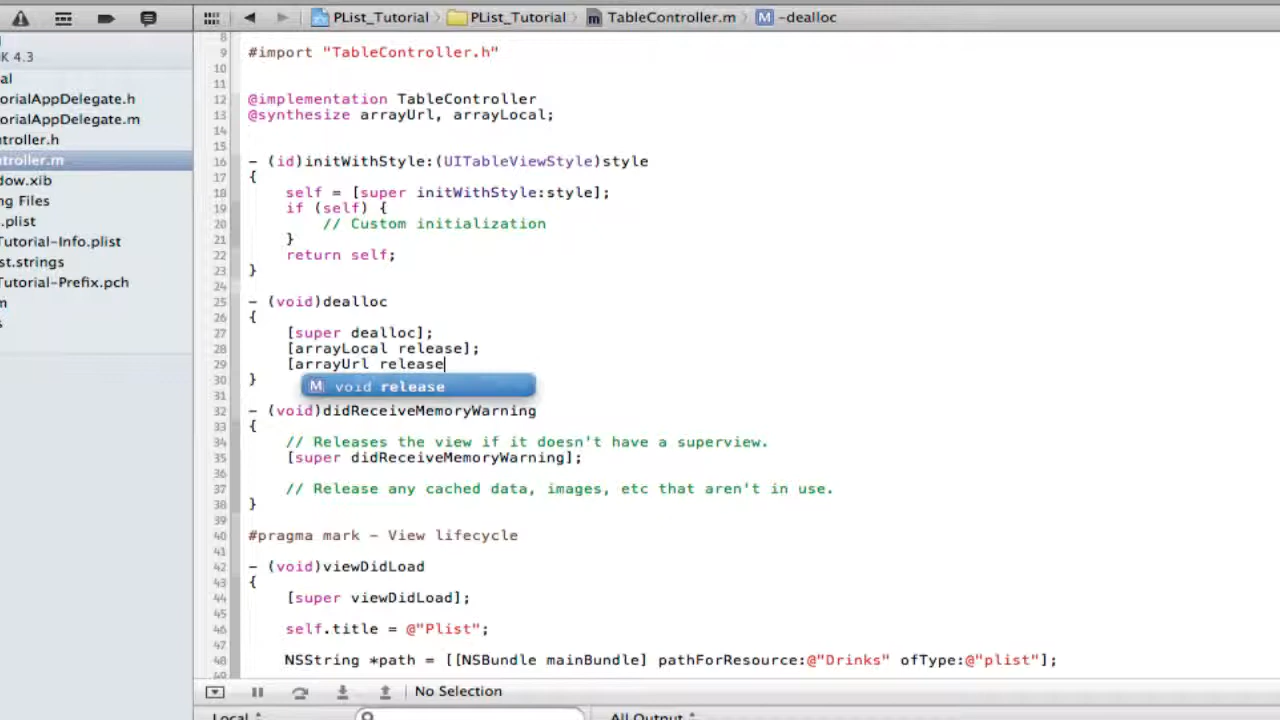 PList_Tutorial PList_Tutorial TableController.m M -dealloc
K 4.3
al
orialAppDelegate.h
orialAppDelegate.m
troller.h
troller.m
dow.xib
ng Files
s.plist
Tutorial-Info.plist
st.strings
Tutorial-Prefix.pch
m
s
8
9 #import "TableController.h"
10
11
12 @implementation TableController
13 @synthesize arrayUrl, arrayLocal;
14
15
16 - (id)initWithStyle:(UITableViewStyle)style
17 {
18 self = [super initWithStyle:style];
19 if (self) {
20 // Custom initialization
21 }
22 return self;
23 }
24
25 - (void)dealloc
26 {
27 [super dealloc];
28 [arrayLocal release];
29 [arrayUrl release
30 }
M void release
31
32 - (void)didReceiveMemoryWarning
33 {
34 // Releases the view if it doesn't have a superview.
35 [super didReceiveMemoryWarning];
36
37 // Release any cached data, images, etc that aren't in use.
38 }
39
40 #pragma mark - View lifecycle
41
42 - (void)viewDidLoad
43 {
44 [super viewDidLoad];
45
46 self.title = @"Plist";
47
48 NSString *path = [[NSBundle mainBundle] pathForResource:@"Drinks" ofType:@"plist"];
No Selection
Local
All Output